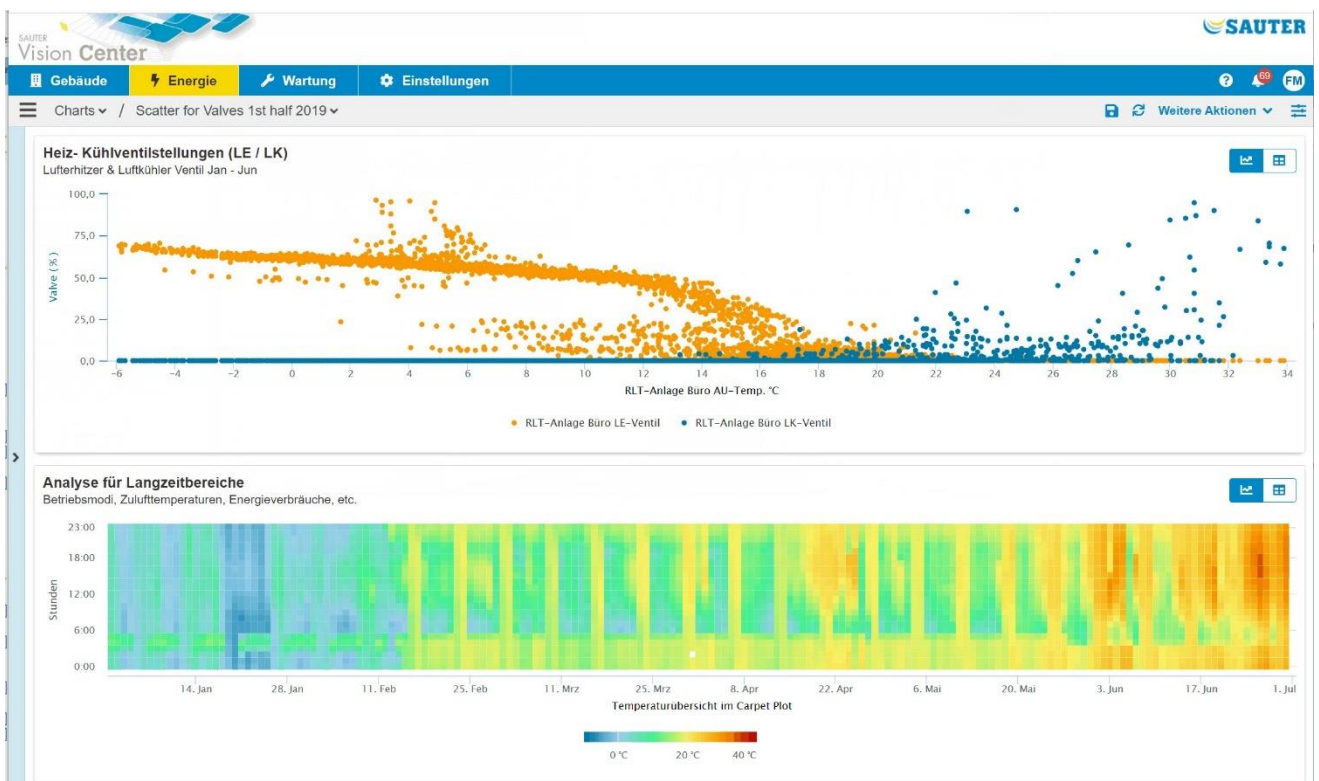 SAUTER
Vision Center
SAUTER
Gebäude Energie Wartung Einstellungen ? 69 FM
Charts / Scatter for Valves 1st half 2019 Weitere Aktionen
Heiz- Kühlventilstellungen (LE / LK)
Lufterhitzer & Luftkühler Ventil Jan - Jun
100,0
75,0
50,0
25,0
0,0
Valve (%)
-6 -4 -2 0 2 4 6 8 10 12 14 16 18 20 22 24 26 28 30 32 34
RLT-Anlage Büro AU-Temp. °C
RLT-Anlage Büro LE-Ventil RLT-Anlage Büro LK-Ventil
Analyse für Langzeitbereiche
Betriebsmodi, Zulufttemperaturen, Energieverbräuche, etc.
23:00
18:00
12:00
6:00
0:00
Stunden
14. Jan 28. Jan 11. Feb 25. Feb 11. Mrz 25. Mrz 8. Apr 22. Apr 6. Mai 20. Mai 3. Jun 17. Jun 1. Jul
Temperaturübersicht im Carpet Plot
0 °C 20 °C 40 °C